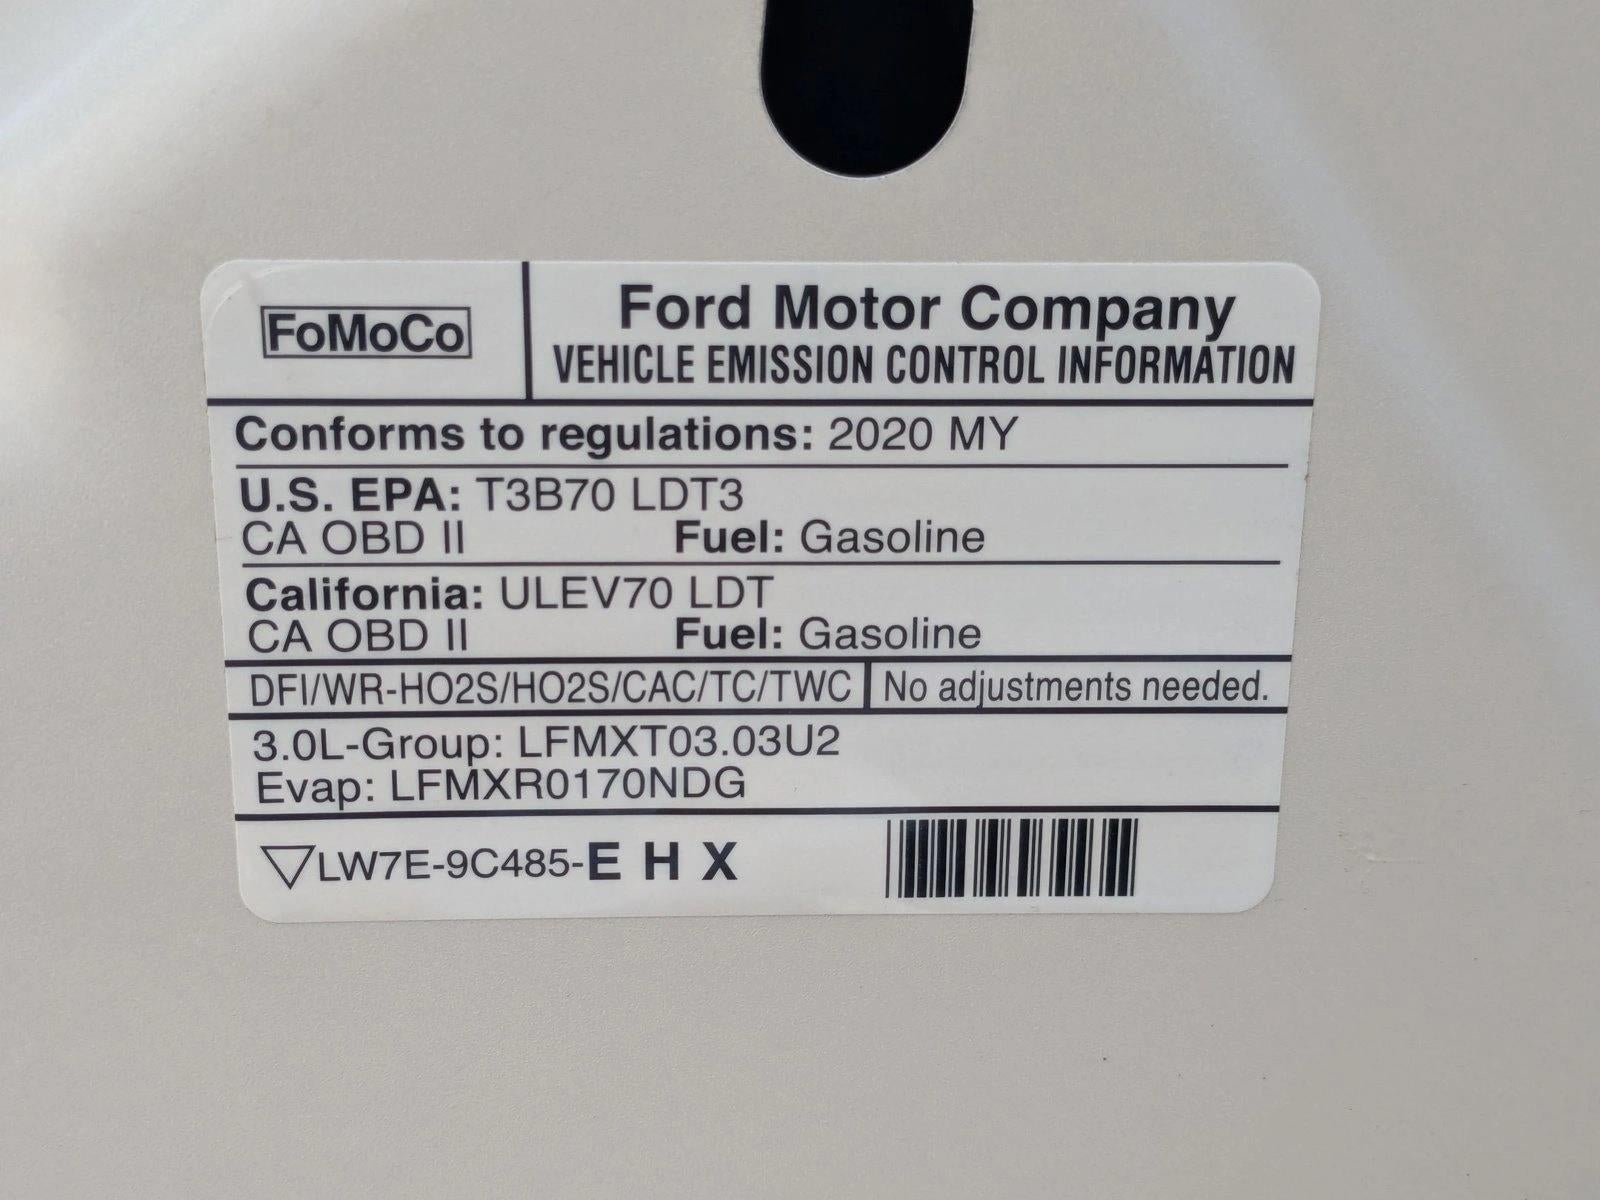 FoMoCo
Ford Motor Company
VEHICLE EMISSION CONTROL INFORMATION
Conforms to regulations: 2020 MY
U.S. EPA: T3B70 LDT3
CA OBD II Fuel: Gasoline
California: ULEV70 LDT
CA OBD II Fuel: Gasoline
DFI/WR-HO2S/HO2S/CAC/TC/TWC No adjustments needed.
3.0L-Group: LFMXT03.03U2
Evap: LFMXR0170NDG
LW7E-9C485-E H X